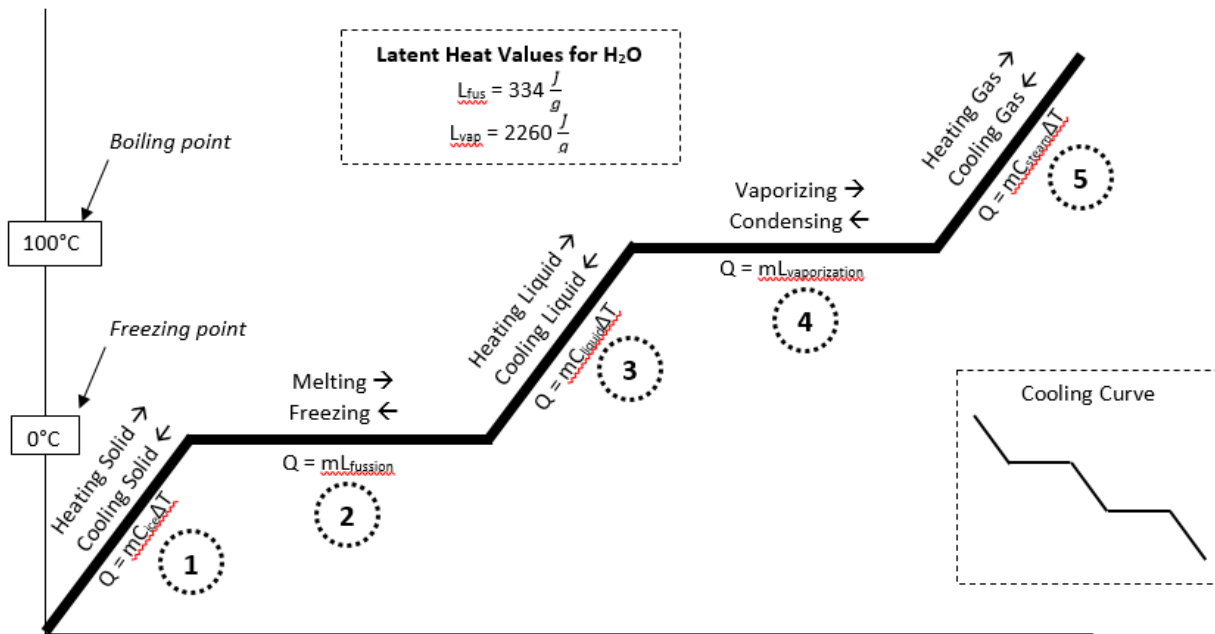 Latent Heat Values for H₂O
Lfus = 334 J/g
Lvap = 2260 J/g
Boiling point
100°C
Freezing point
0°C
Heating Solid →
Cooling Solid ←
Q = mCiceΔT
1
Melting →
Freezing ←
Q = mLfussion
2
Heating Liquid →
Cooling Liquid ←
Q = mCliquidΔT
3
Vaporizing →
Condensing ←
Q = mLvaporization
4
Heating Gas →
Cooling Gas ←
Q = mCsteamΔT
5
Cooling Curve